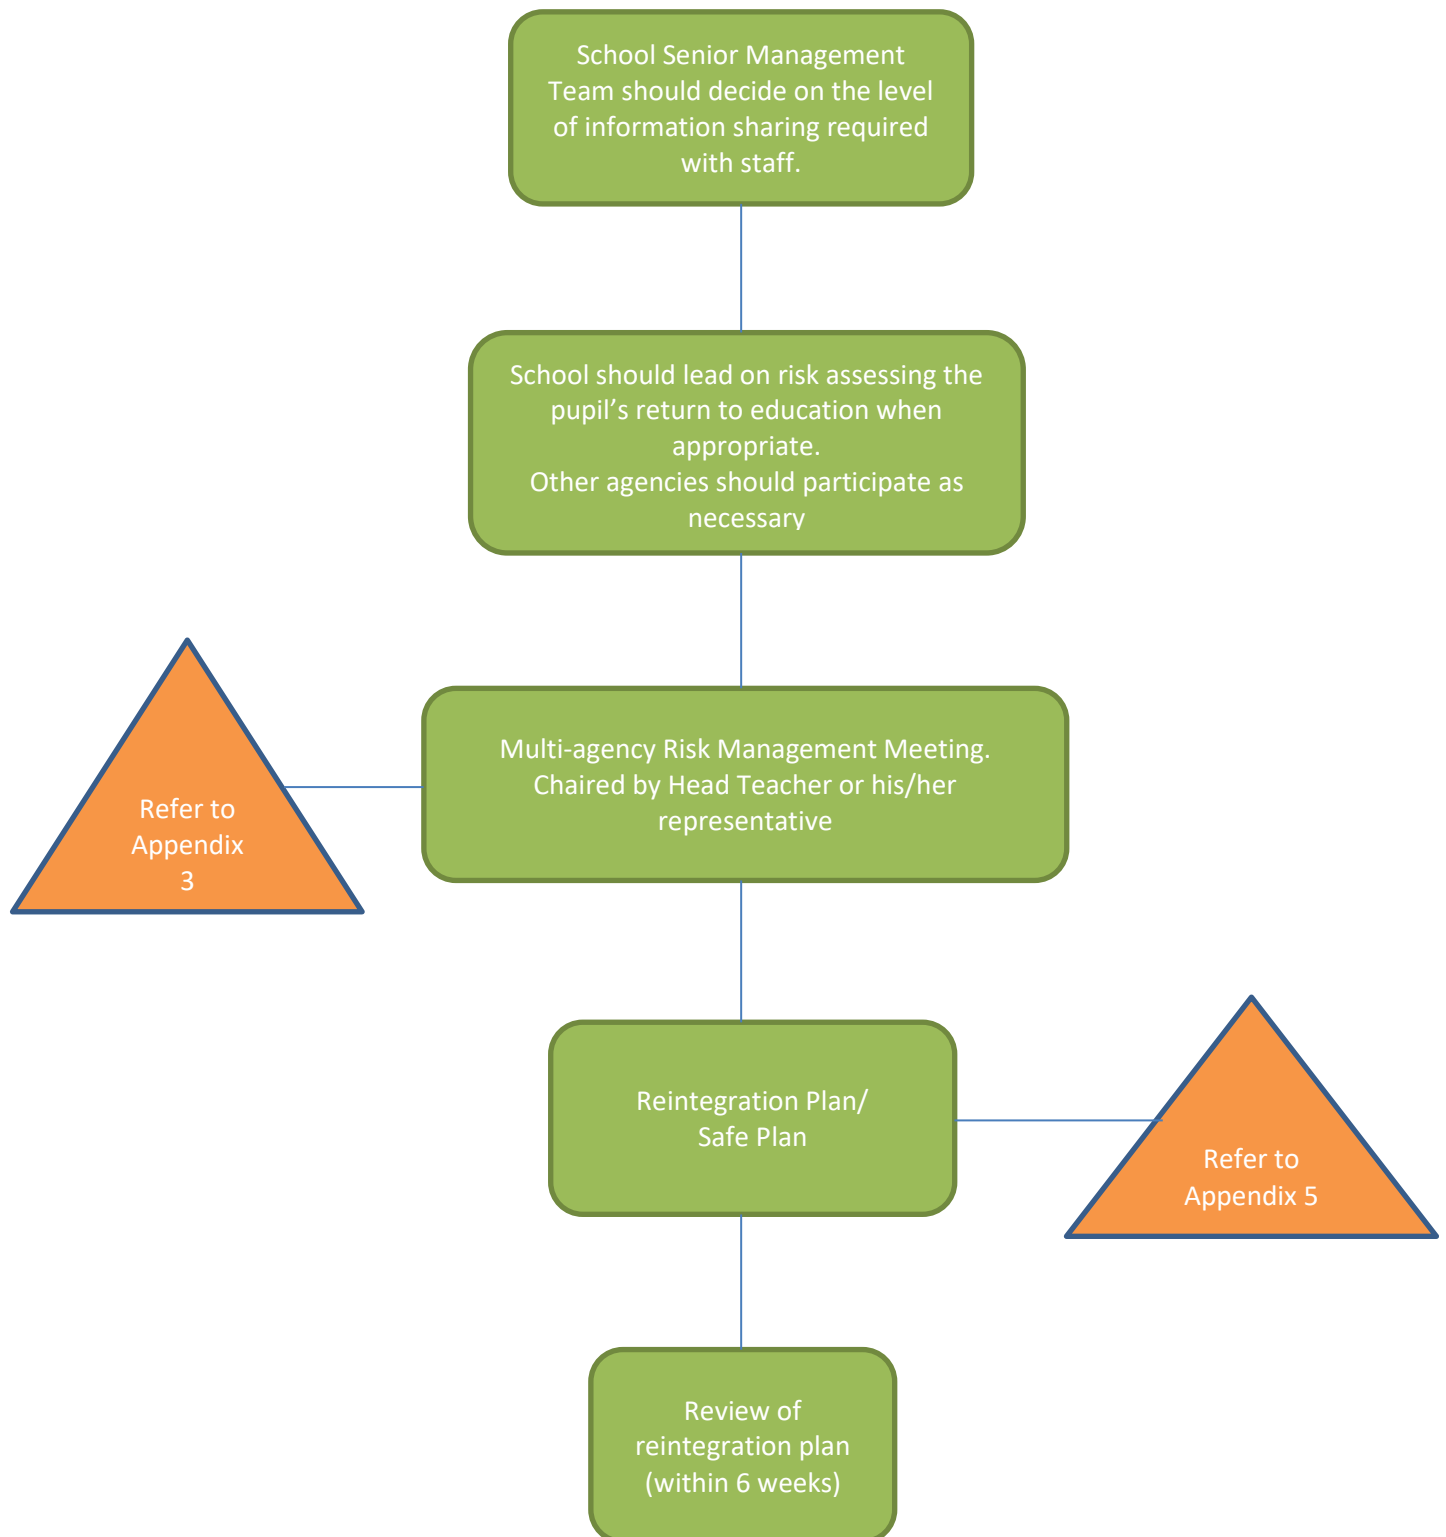 School Senior Management
Team should decide on the level
of information sharing required
with staff.
School should lead on risk assessing the
pupil’s return to education when
appropriate.
Other agencies should participate as
necessary
Multi-agency Risk Management Meeting.
Chaired by Head Teacher or his/her
representative
Refer to
Appendix
3
Reintegration Plan/
Safe Plan
Refer to
Appendix 5
Review of
reintegration plan
(within 6 weeks)